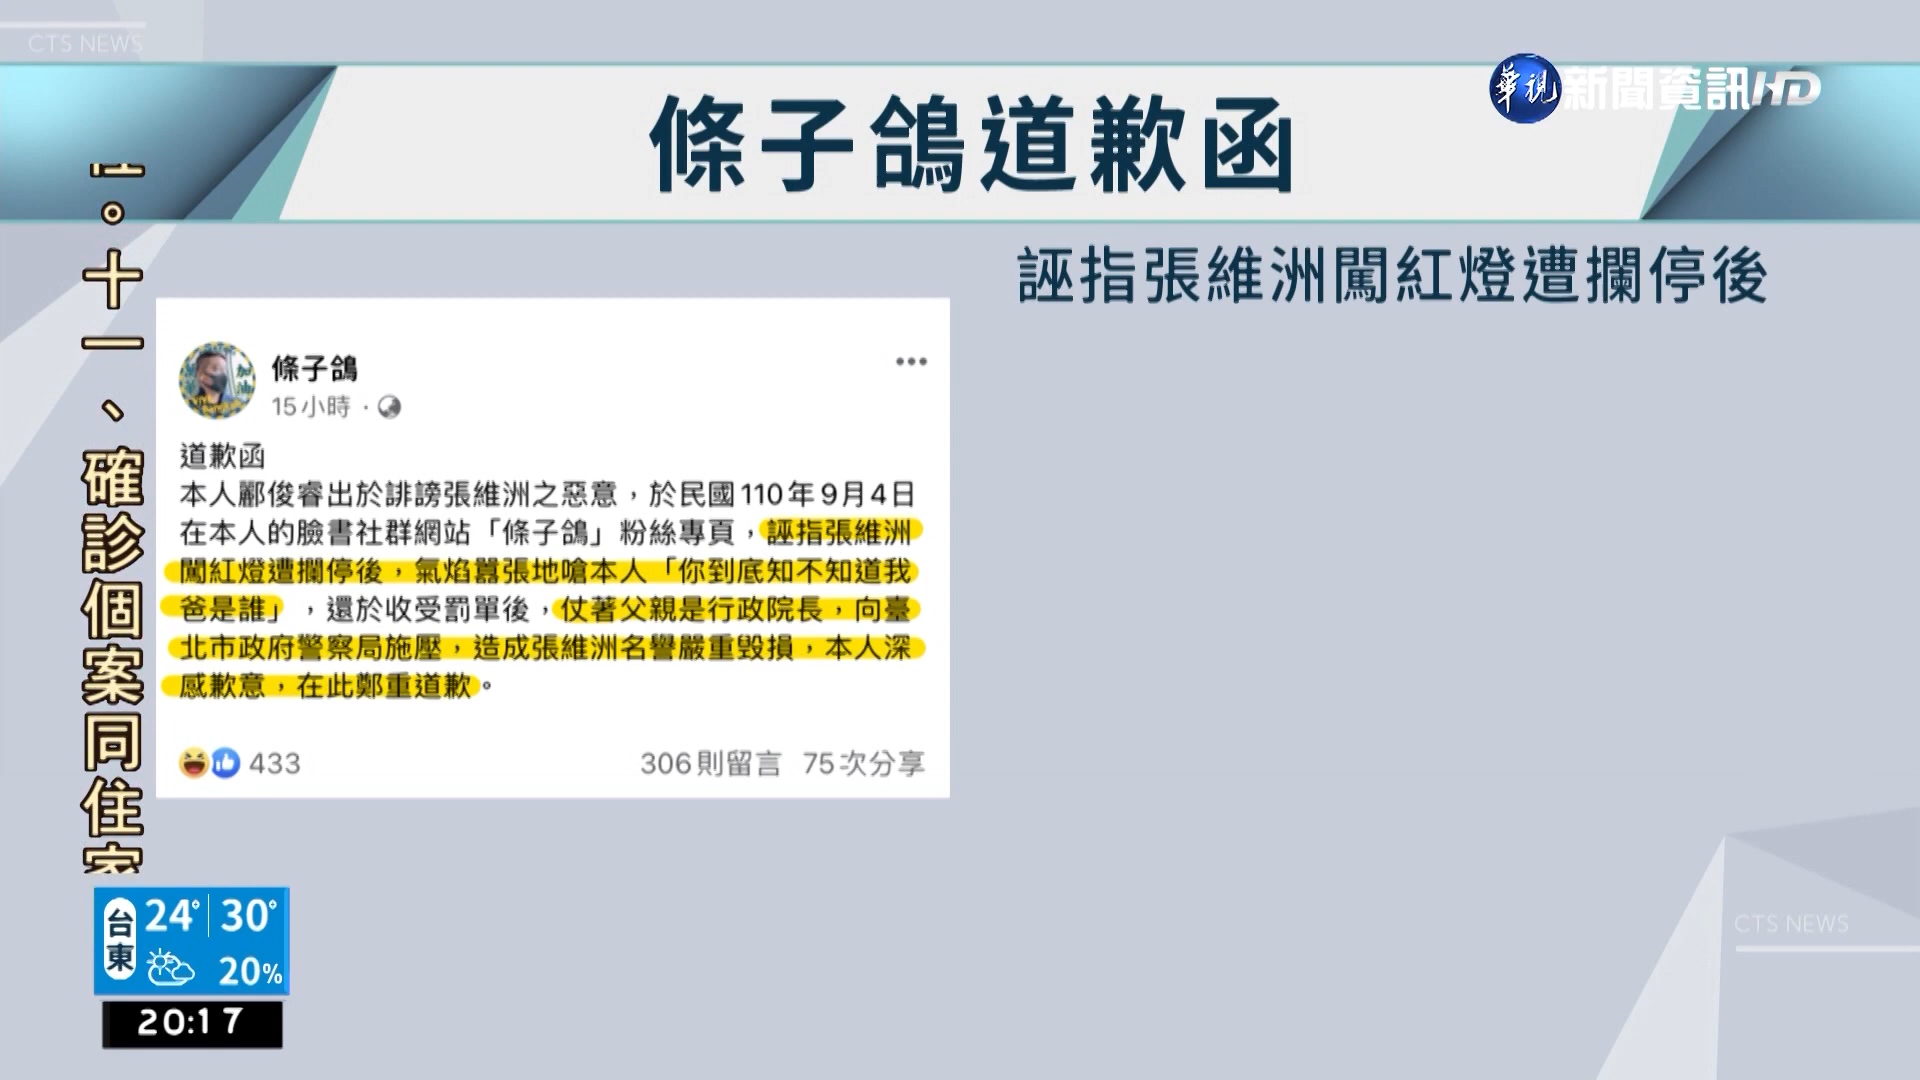 CTS NEWS
條子鴿道歉函
華視新聞資訊HD
誣指張維洲闖紅燈遭攔停後
。十一、確診個案同住
條子鴿
15小時 ·
加油
道歉函
本人酈俊睿出於誹謗張維洲之惡意，於民國110年9月4日
在本人的臉書社群網站「條子鴿」粉絲專頁，誣指張維洲
闖紅燈遭攔停後，氣焰囂張地嗆本人「你到底知不知道我
爸是誰」，還於收受罰單後，仗著父親是行政院長，向臺
北市政府警察局施壓，造成張維洲名譽嚴重毀損，本人深
感歉意，在此鄭重道歉。
433
306則留言 75次分享
台東
24° 30°
20%
20:17
CTS NEWS